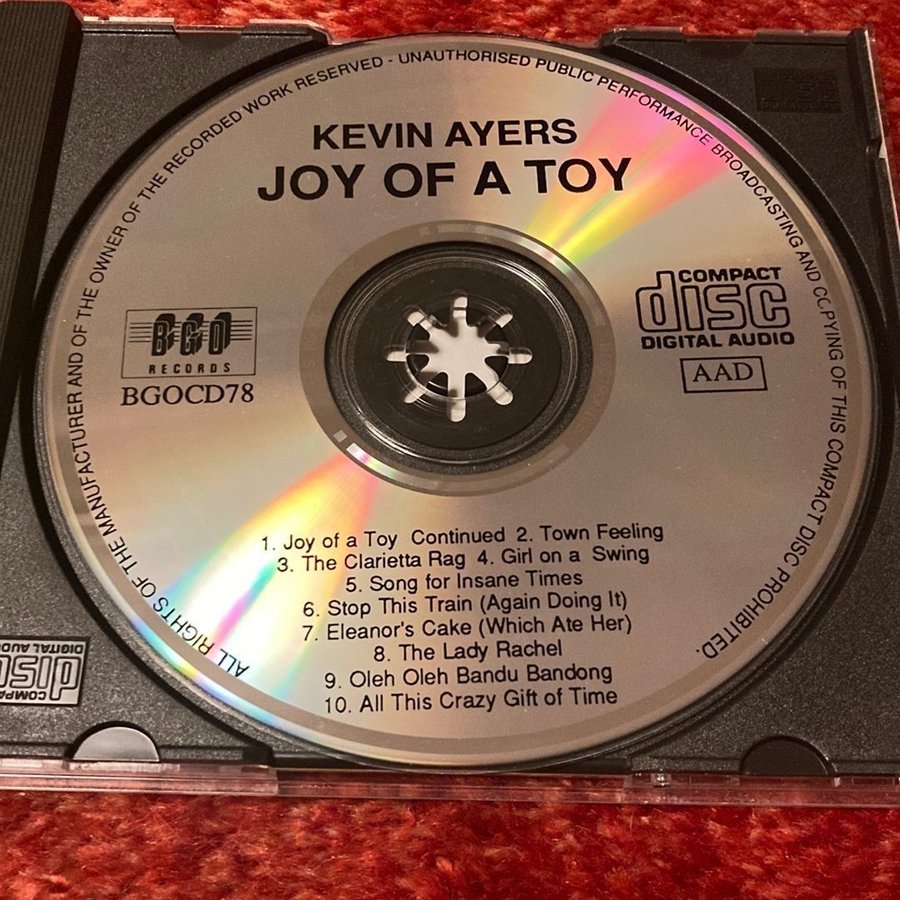 ALL RIGHTS OF THE MANUFACTURER AND OF THE OWNER OF THE RECORDED WORK RESERVED - UNAUTHORISED PUBLIC PERFORMANCE BROADCASTING AND COPYING OF THIS COMPACT DISC PROHIBITED.
KEVIN AYERS
JOY OF A TOY
BGO
RECORDS
BGOCD78
COMPACT
disc
DIGITAL AUDIO
AAD
1. Joy of a Toy Continued 2. Town Feeling
3. The Clarietta Rag 4. Girl on a Swing
5. Song for Insane Times
6. Stop This Train (Again Doing It)
7. Eleanor's Cake (Which Ate Her)
8. The Lady Rachel
9. Oleh Oleh Bandu Bandong
10. All This Crazy Gift of Time
disc